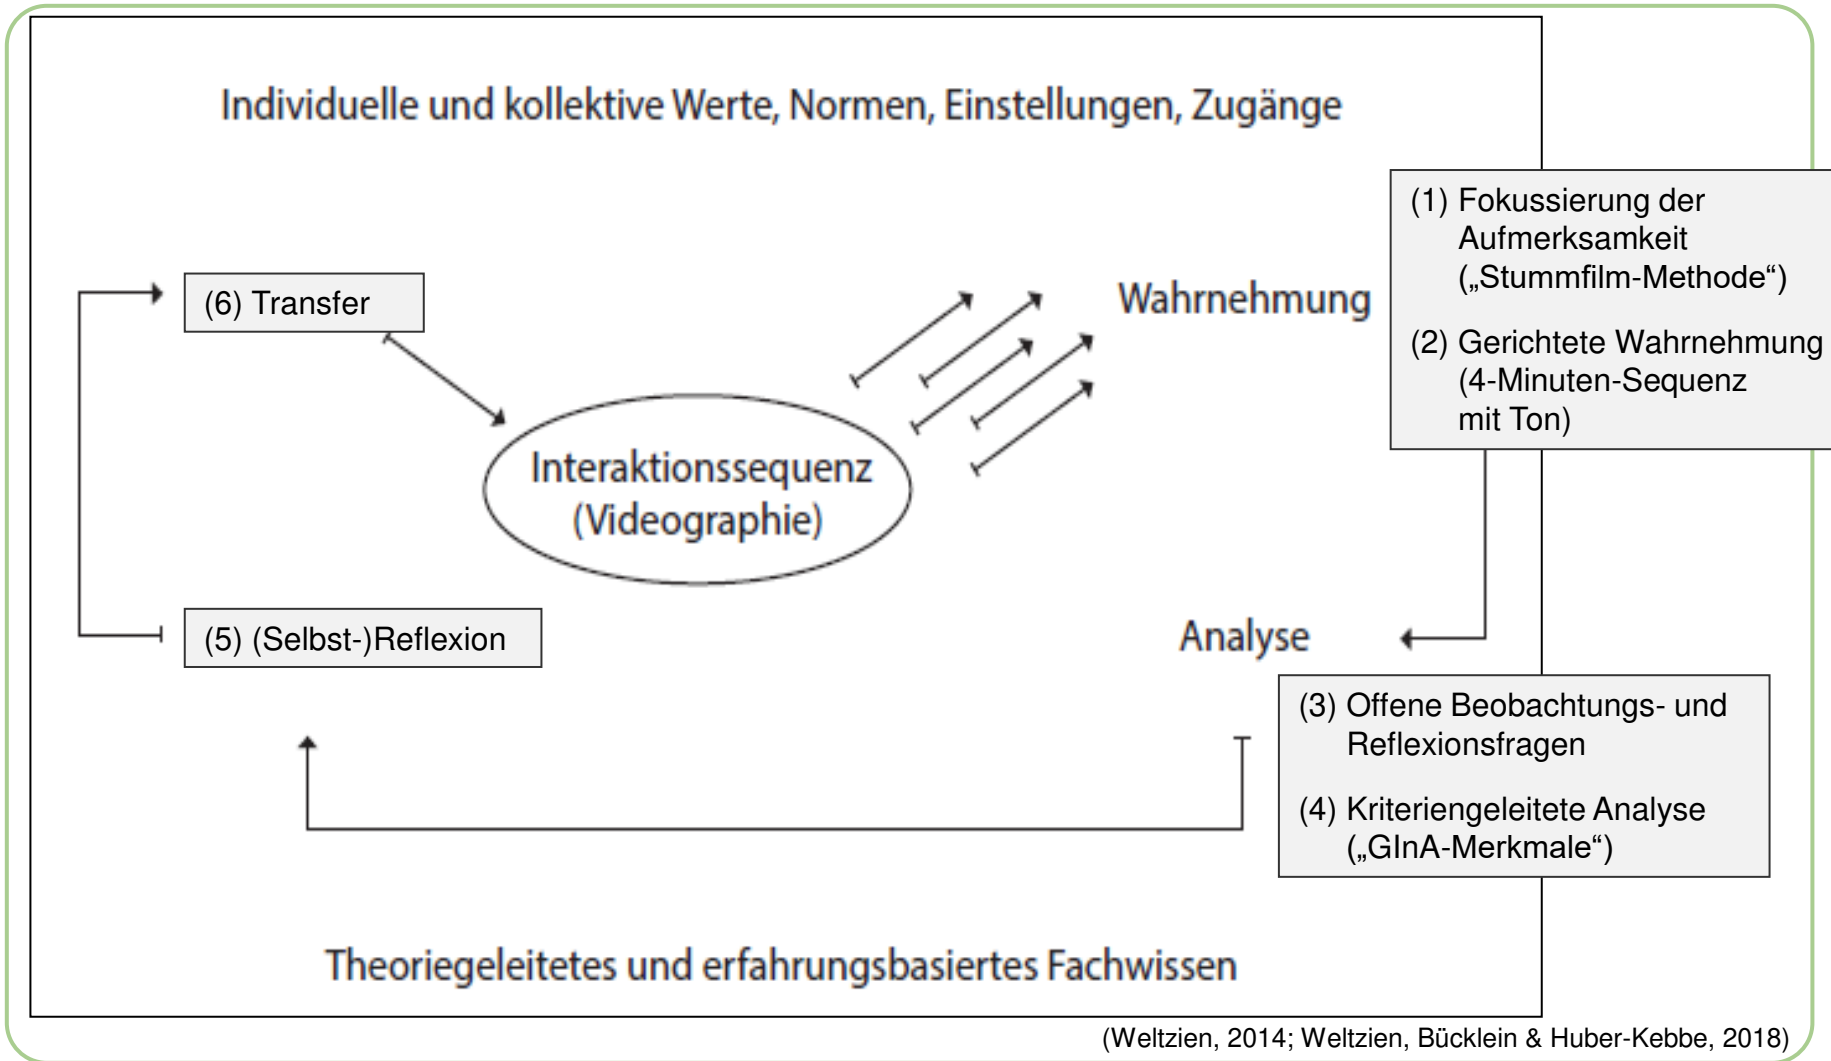 Individuelle und kollektive Werte, Normen, Einstellungen, Zugänge
(1) Fokussierung der
Aufmerksamkeit
(„Stummfilm-Methode“)
(2) Gerichtete Wahrnehmung
(4-Minuten-Sequenz
mit Ton)
Wahrnehmung
(6) Transfer
Interaktionssequenz
(Videographie)
(5) (Selbst-)Reflexion
Analyse
(3) Offene Beobachtungs- und
Reflexionsfragen
(4) Kriteriengeleitete Analyse
(„GInA-Merkmale“)
Theoriegeleitetes und erfahrungsbasiertes Fachwissen
(Weltzien, 2014; Weltzien, Bücklein & Huber-Kebbe, 2018)